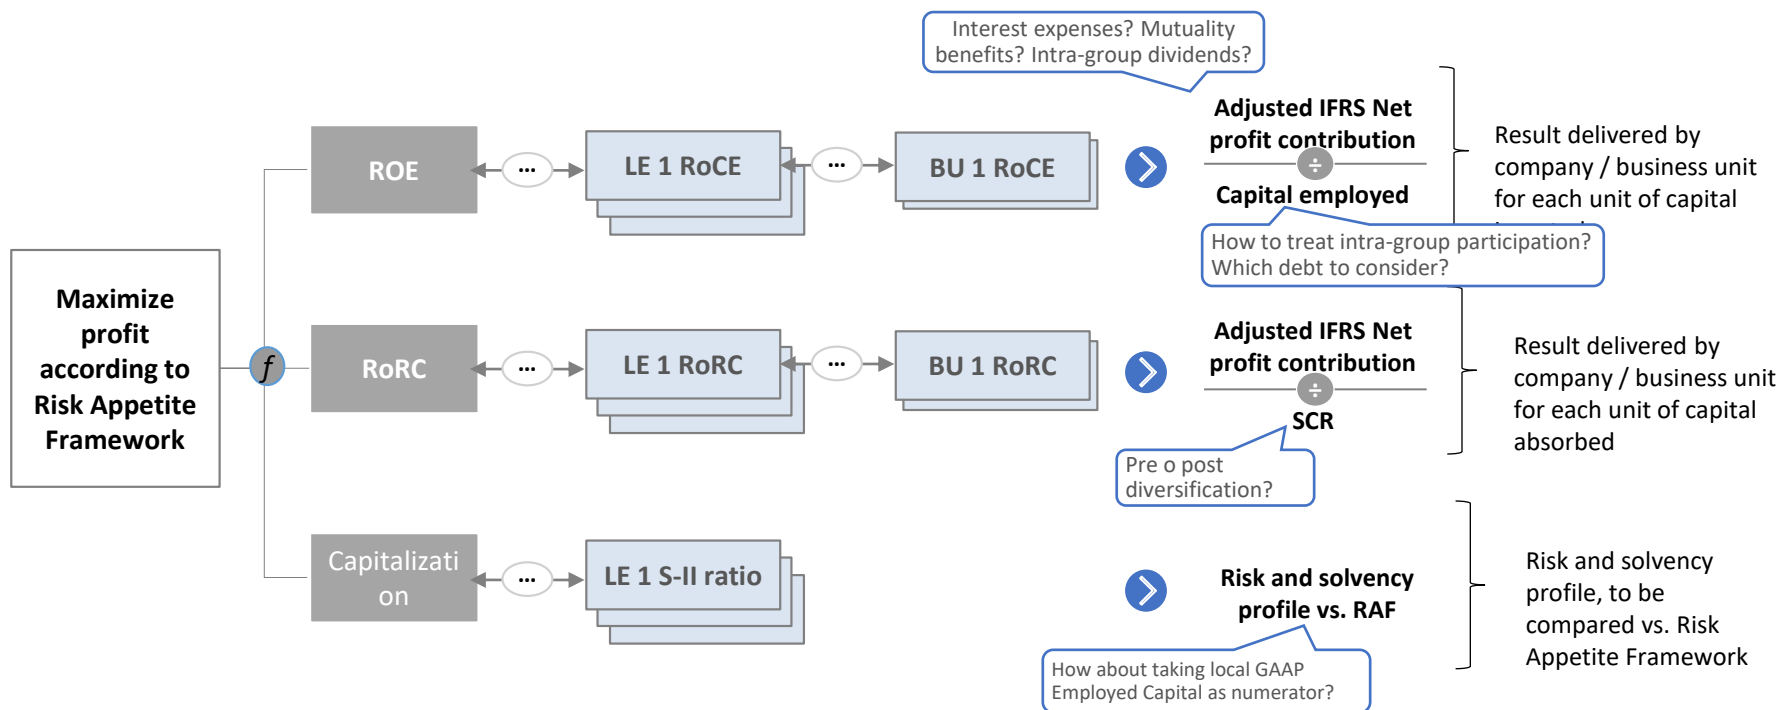 Interest expenses? Mutuality
benefits? Intra-group dividends?
Adjusted IFRS Net
profit contribution
÷
Capital employed
Result delivered by
company / business unit
for each unit of capital
How to treat intra-group participation?
Which debt to consider?
ROE
...
LE 1 RoCE
...
BU 1 RoCE
Maximize
profit
according to
Risk Appetite
Framework
f
RoRC
...
LE 1 RoRC
...
BU 1 RoRC
Adjusted IFRS Net
profit contribution
÷
SCR
Pre o post
diversification?
Result delivered by
company / business unit
for each unit of capital
absorbed
Capitalizati
on
...
LE 1 S-II ratio
Risk and solvency
profile vs. RAF
How about taking local GAAP
Employed Capital as numerator?
Risk and solvency
profile, to be
compared vs. Risk
Appetite Framework